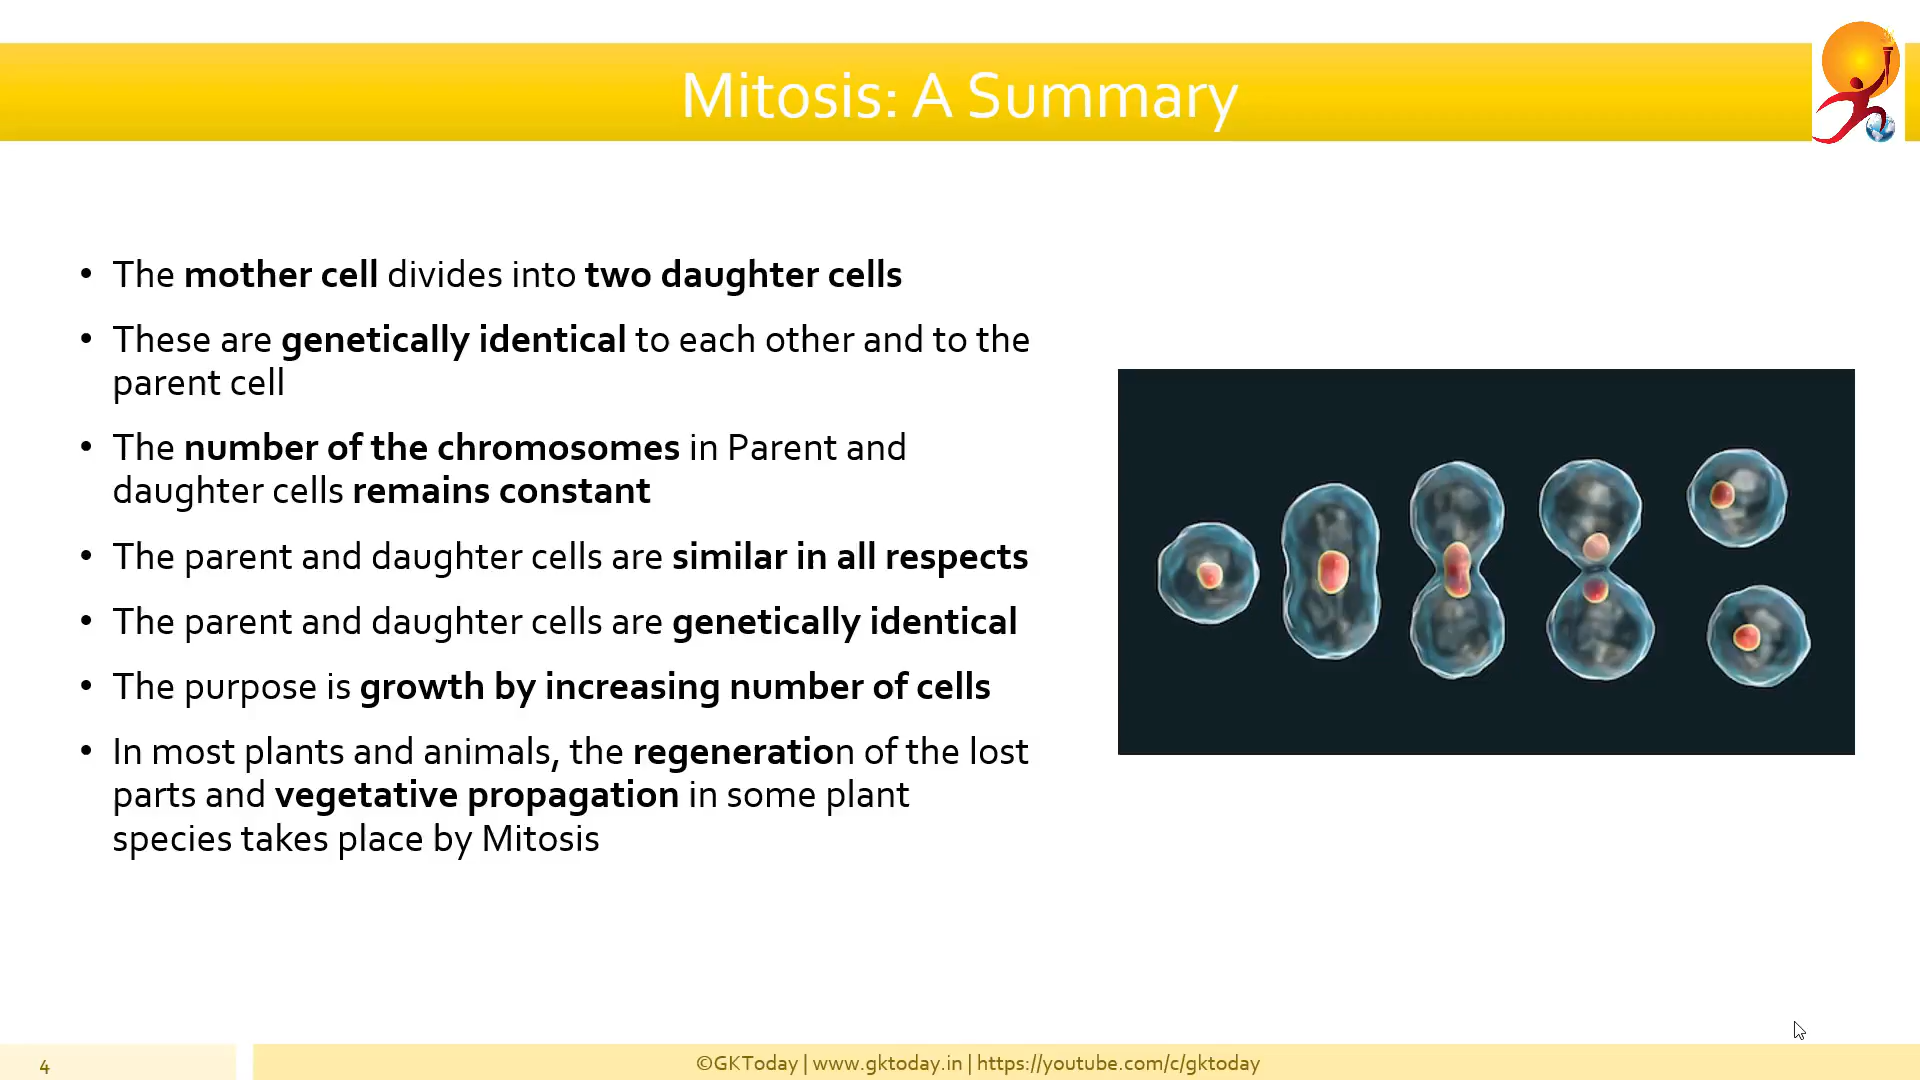 Mitosis: A Summary
• The mother cell divides into two daughter cells
• These are genetically identical to each other and to the
parent cell
• The number of the chromosomes in Parent and
daughter cells remains constant
• The parent and daughter cells are similar in all respects
• The parent and daughter cells are genetically identical
• The purpose is growth by increasing number of cells
• In most plants and animals, the regeneration of the lost
parts and vegetative propagation in some plant
species takes place by Mitosis
4
©GKToday | www.gktoday.in | https://youtube.com/c/gktoday